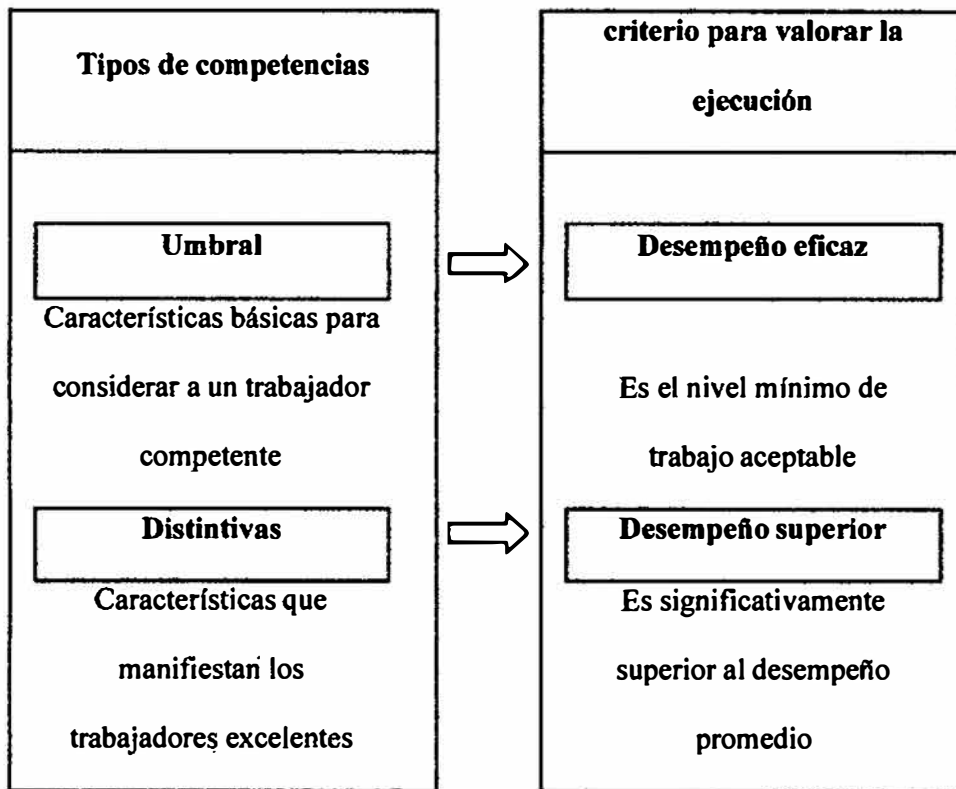 Tipos de competencias
Umbral
Características básicas para
considerar a un trabajador
competente
Distintivas
Características que
manifiestan los
trabajadores excelentes
criterio para valorar la
ejecución
Desempeño eficaz
Es el nivel mínimo de
trabajo aceptable
Desempeño superior
Es significativamente
superior al desempeño
promedio